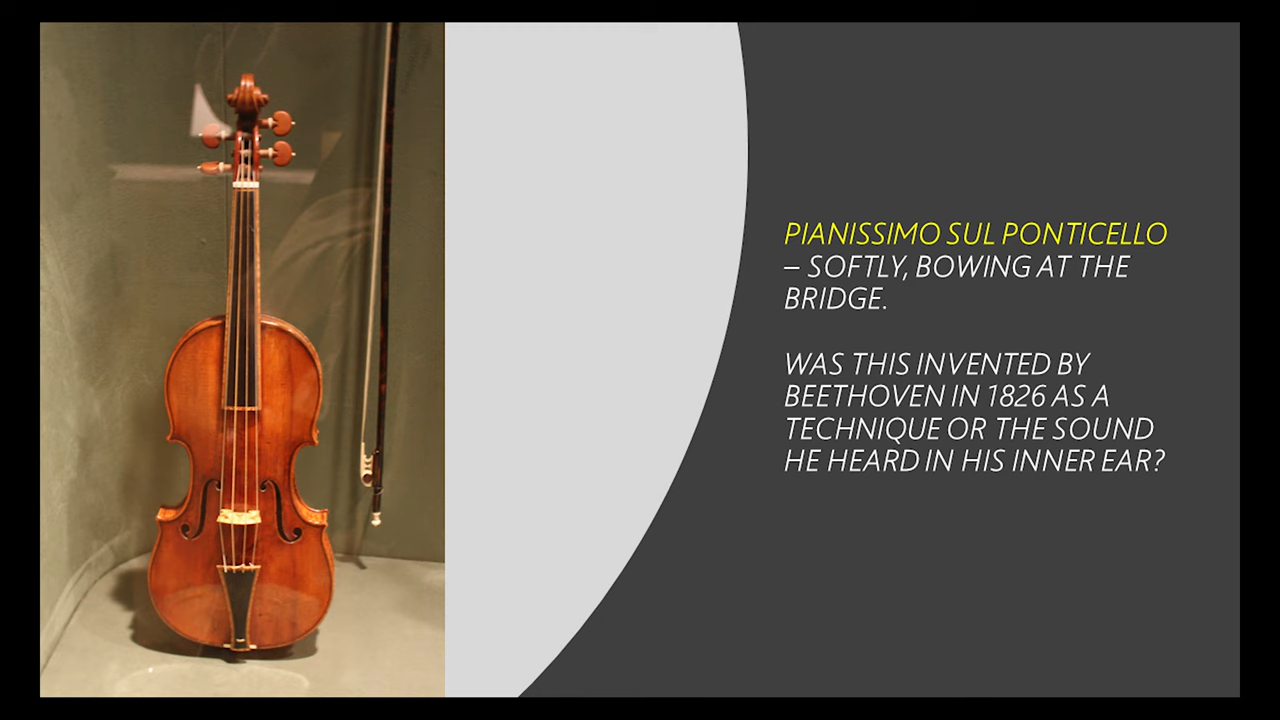 PIANISSIMO SUL PONTICELLO
– SOFTLY, BOWING AT THE
BRIDGE.
WAS THIS INVENTED BY
BEETHOVEN IN 1826 AS A
TECHNIQUE OR THE SOUND
HE HEARD IN HIS INNER EAR?